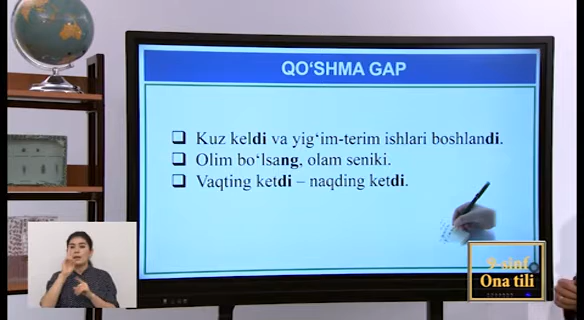 QO‘SHMA GAP
Kuz keldi va yig‘im-terim ishlari boshlandi.
Olim bo‘lsang, olam seniki.
Vaqting ketdi – naqding ketdi.
9-sinf
Ona tili